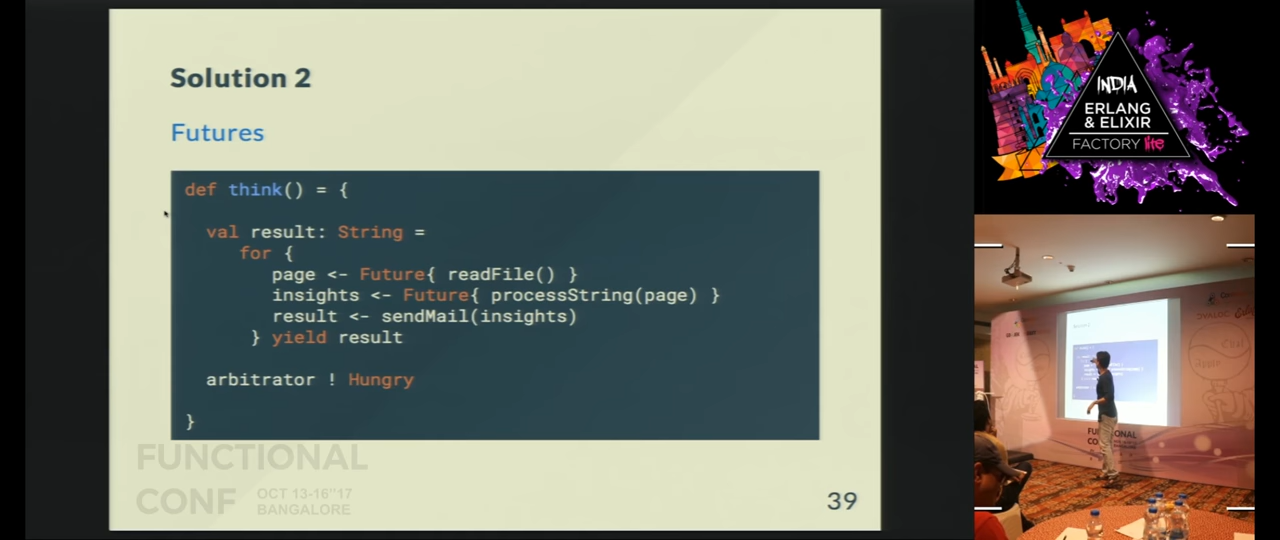 Solution 2
Futures
def think() = {
val result: String =
for {
page <- Future{ readFile() }
insights <- Future{ processString(page) }
result <- sendMail(insights)
} yield result
arbitrator ! Hungry
}
FUNCTIONAL
CONF
OCT 13-16"17
BANGALORE
39
INDIA
ERLANG
& ELIXIR
FACTORY lite